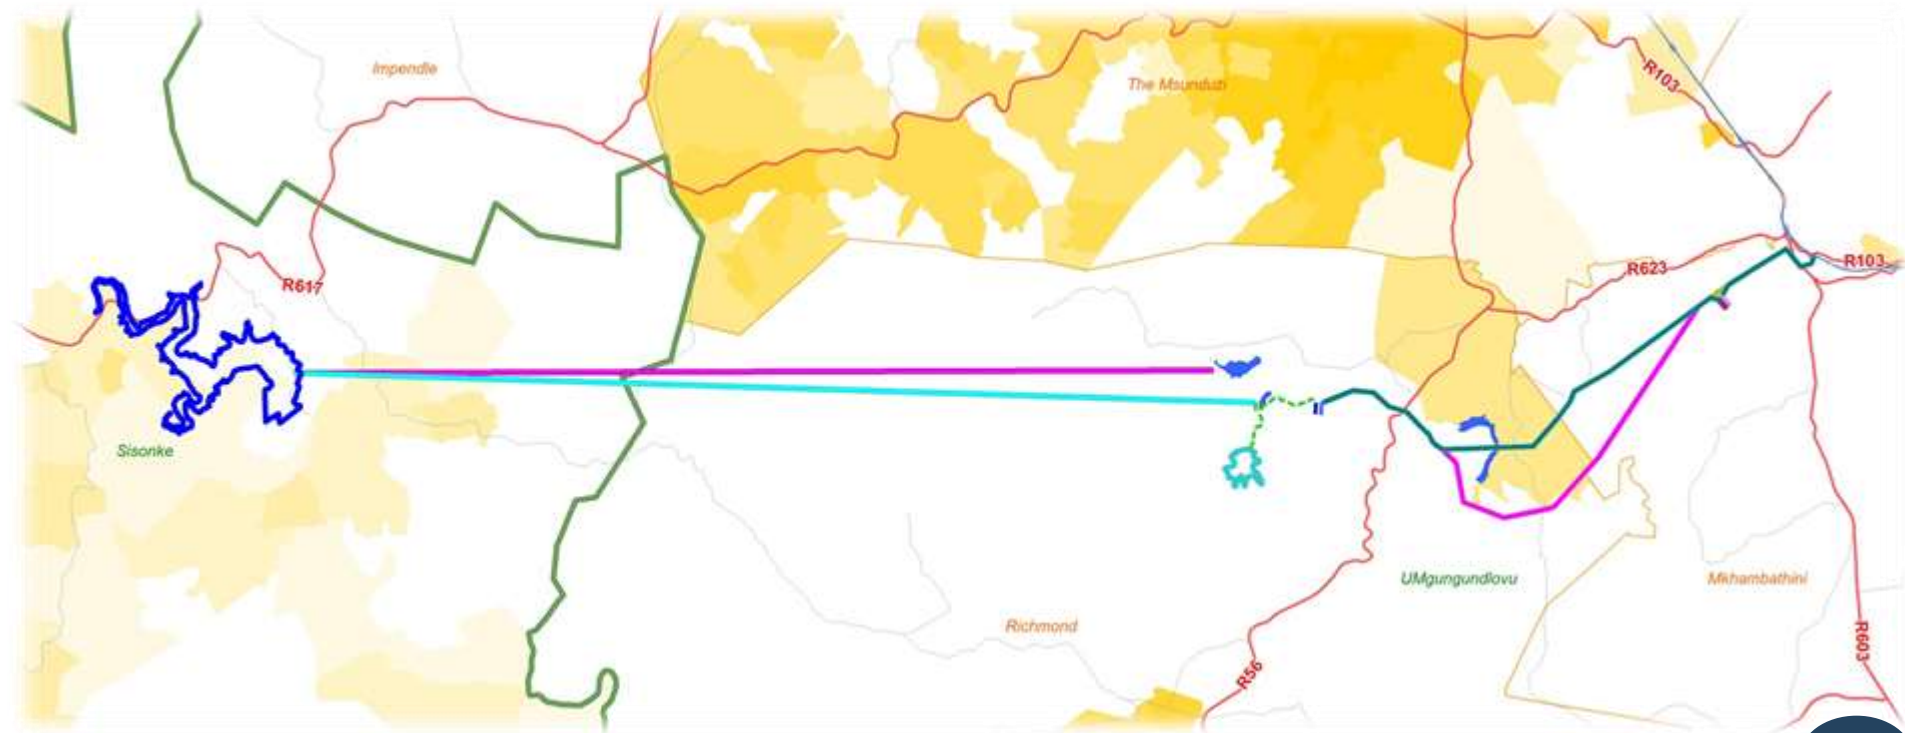 Impendle
The Msunduzi
R103
R617
R623
R103
Sisonke
UMgungundlovu
Mkhambathini
Richmond
R56
R603